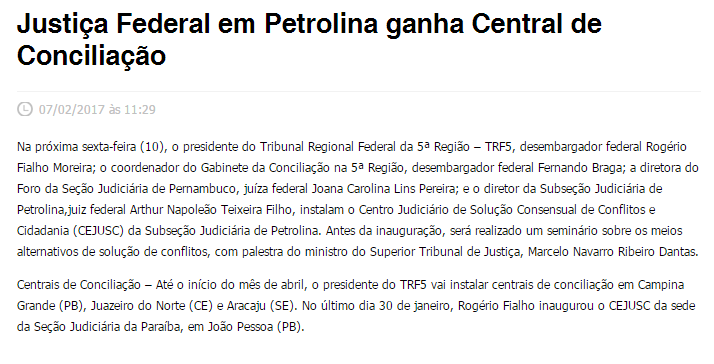 Justiça Federal em Petrolina ganha Central de
Conciliação
07/02/2017 às 11:29
Na próxima sexta-feira (10), o presidente do Tribunal Regional Federal da 5ª Região – TRF5, desembargador federal Rogério
Fialho Moreira; o coordenador do Gabinete da Conciliação na 5ª Região, desembargador federal Fernando Braga; a diretora do
Foro da Seção Judiciária de Pernambuco, juíza federal Joana Carolina Lins Pereira; e o diretor da Subseção Judiciária de
Petrolina,juiz federal Arthur Napoleão Teixeira Filho, instalam o Centro Judiciário de Solução Consensual de Conflitos e
Cidadania (CEJUSC) da Subseção Judiciária de Petrolina. Antes da inauguração, será realizado um seminário sobre os meios
alternativos de solução de conflitos, com palestra do ministro do Superior Tribunal de Justiça, Marcelo Navarro Ribeiro Dantas.
Centrais de Conciliação – Até o início do mês de abril, o presidente do TRF5 vai instalar centrais de conciliação em Campina
Grande (PB), Juazeiro do Norte (CE) e Aracaju (SE). No último dia 30 de janeiro, Rogério Fialho inaugurou o CEJUSC da sede
da Seção Judiciária da Paraíba, em João Pessoa (PB).